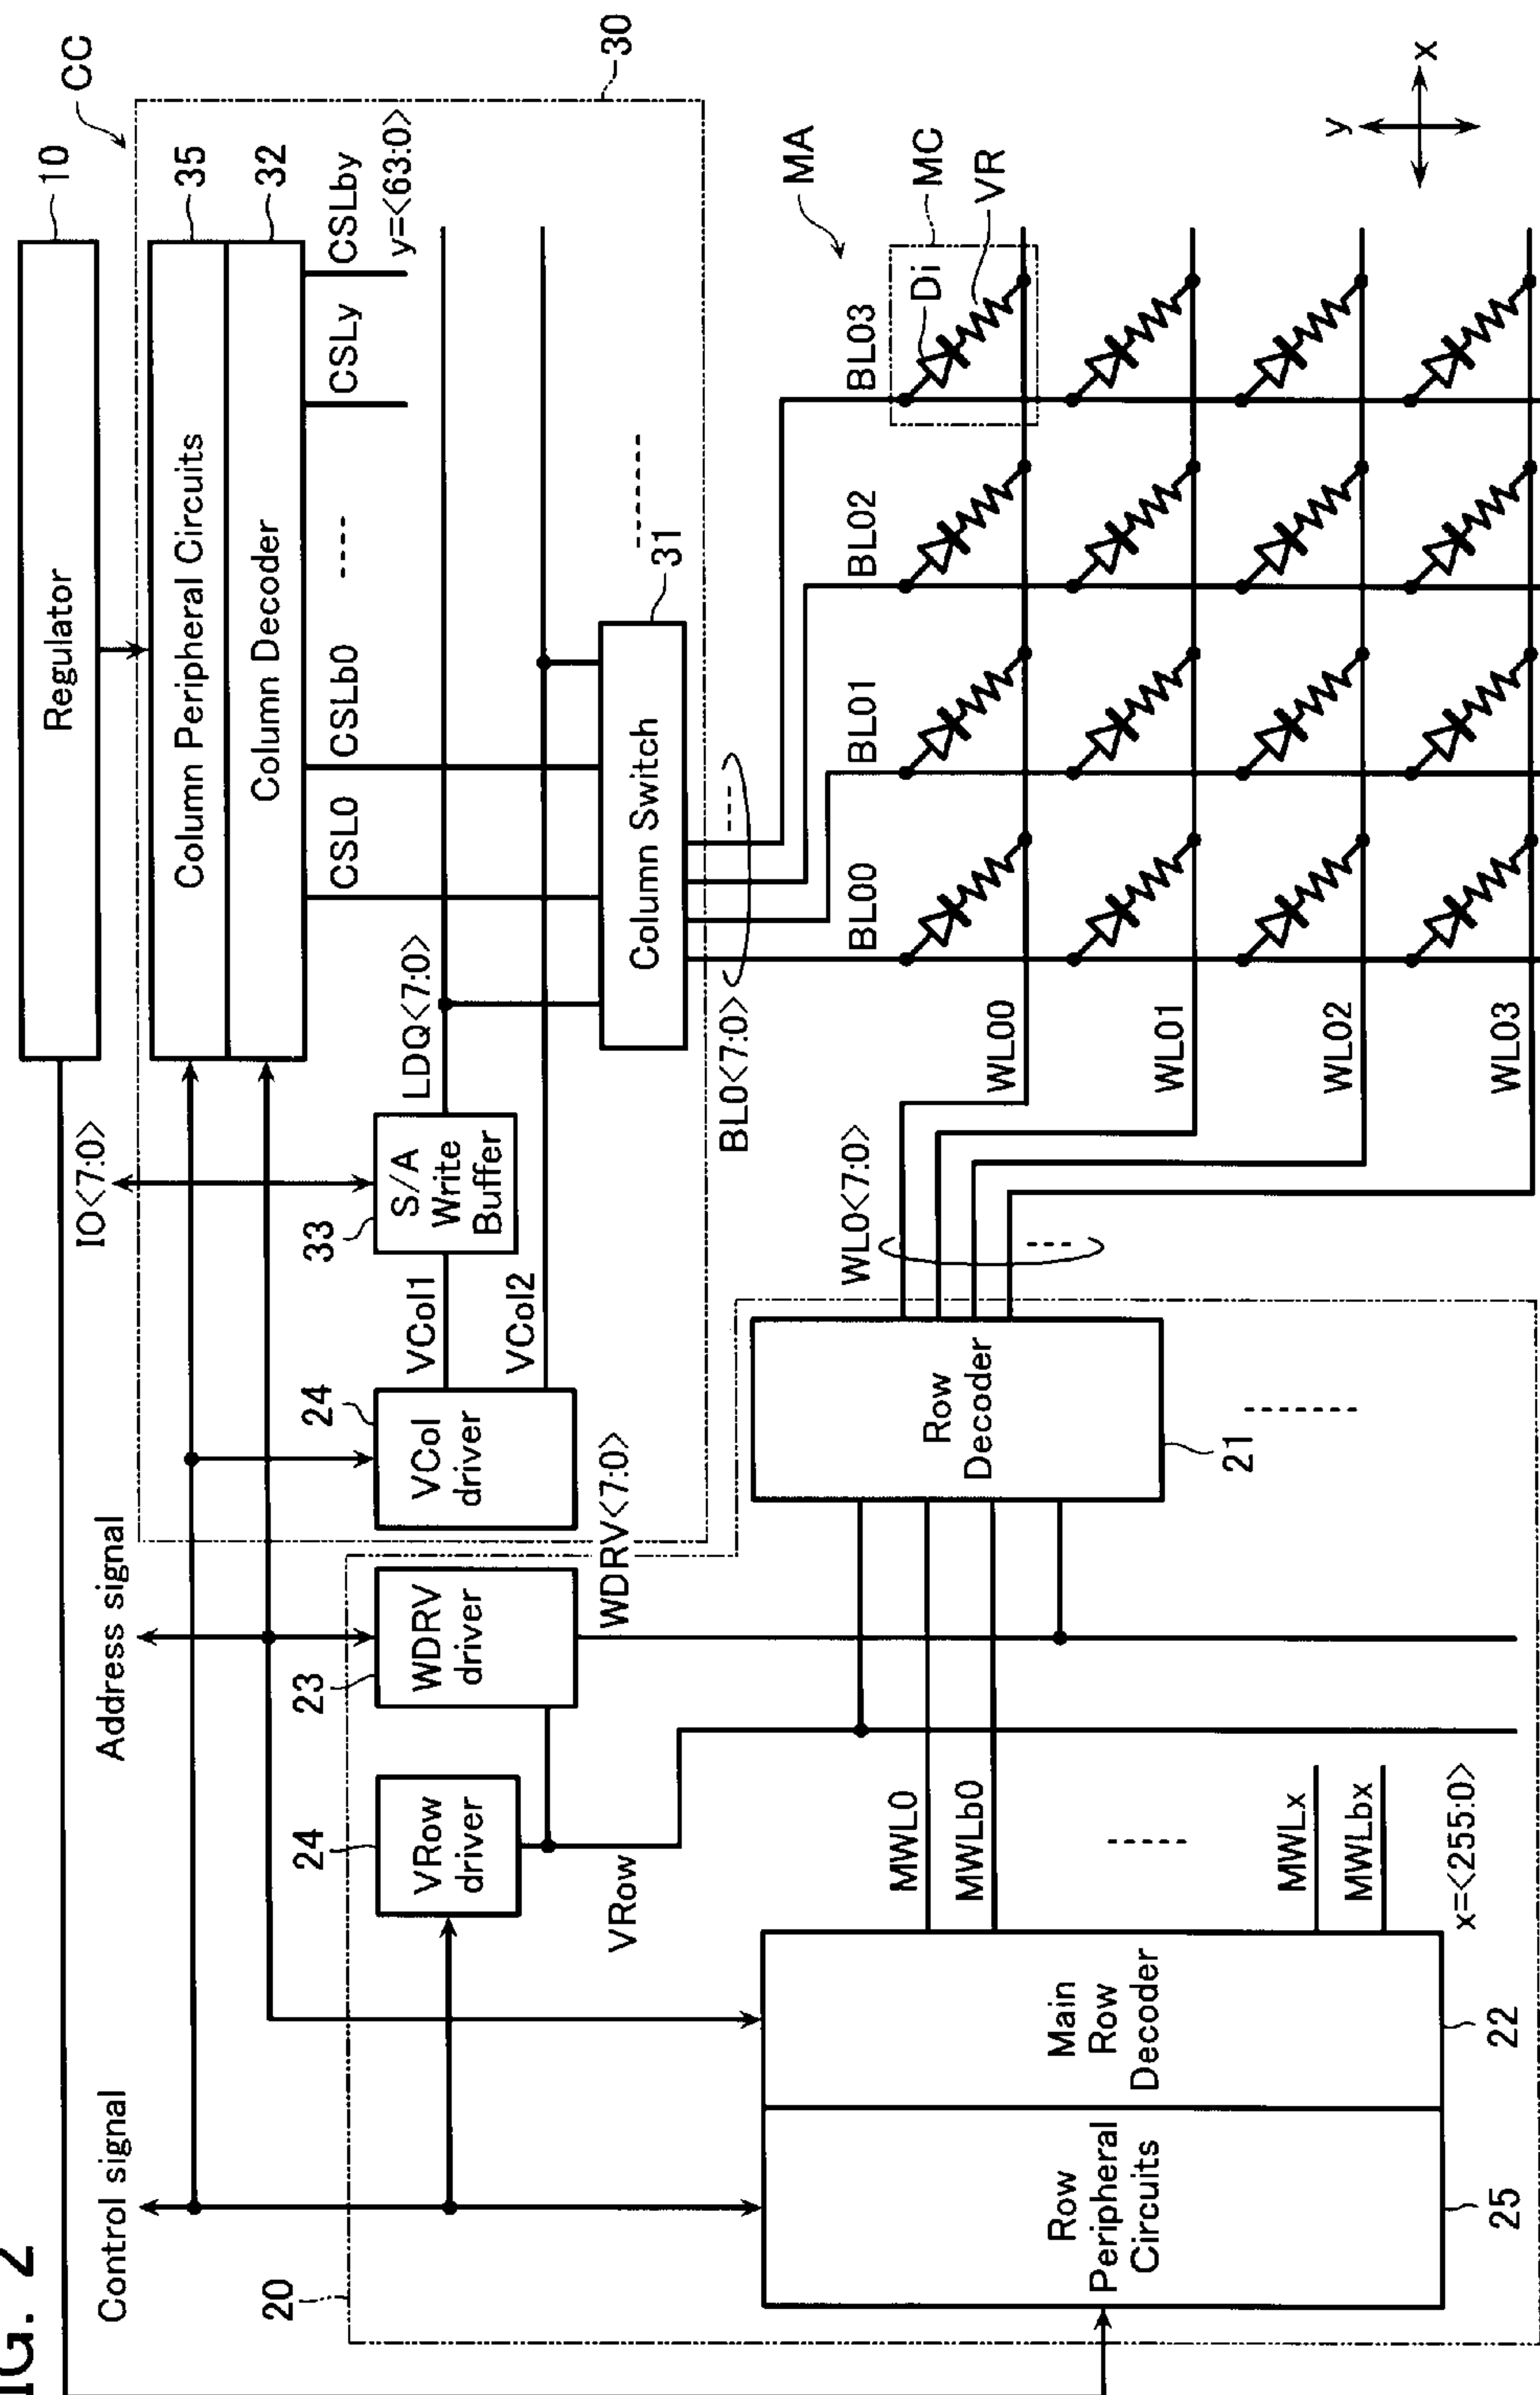 FIG. 2
Regulator
10
CC
Control signal
Address signal
IO<7:0>
Column Peripheral Circuits
35
Column Decoder
32
30
20
24
VRow
driver
23
WDRV
driver
24
VCol
driver
33
S/A
Write
Buffer
VCol1
VCol2
LDQ<7:0>
CSL0
CSLb0
CSLy
CSLby
y=<63:0>
VRow
WDRV<7:0>
Column Switch
31
BL0<7:0>
MA
Row
Peripheral
Circuits
25
Main
Row
Decoder
22
MWL0
MWLb0
MWLx
MWLbx
x=<255:0>
Row
Decoder
21
WL0<7:0>
BL00
BL01
BL02
BL03
Di
MC
VR
WL00
WL01
WL02
WL03
y
x